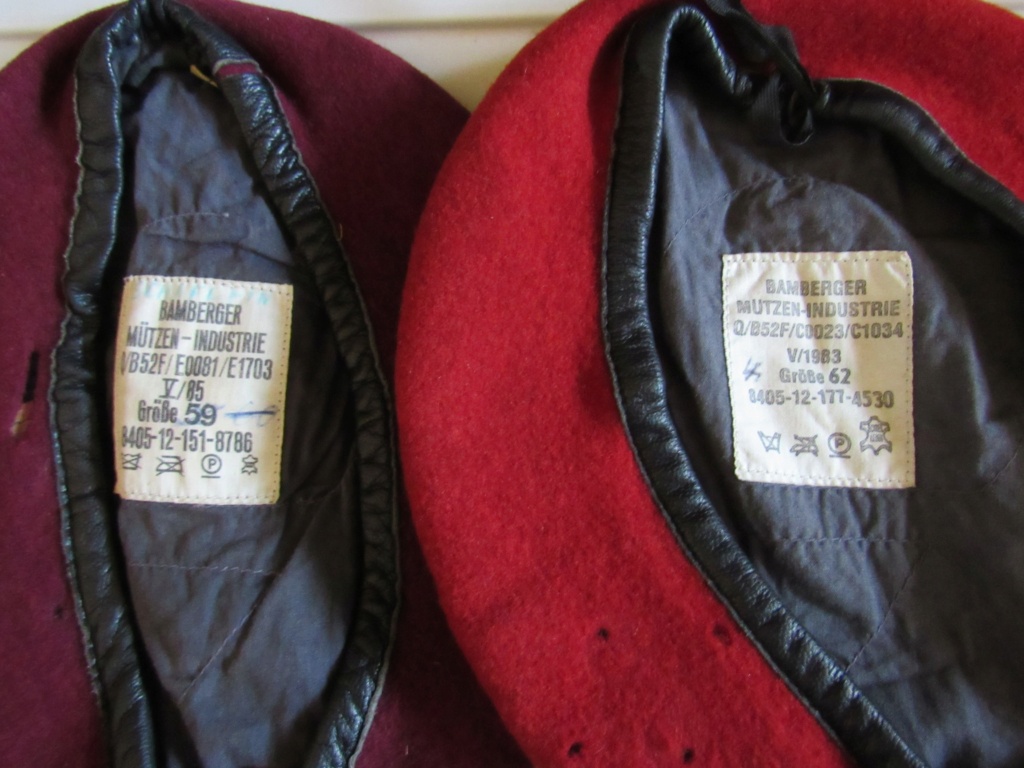 BAMBERGER
MÜTZEN-INDUSTRIE
Q/B52F/E0081/E1703
V/85
Größe 59
8405-12-151-8786
P
BAMBERGER
MÜTZEN-INDUSTRIE
Q/B52F/C0023/C1034
V/1983
Größe 62
8405-12-177-4530
P